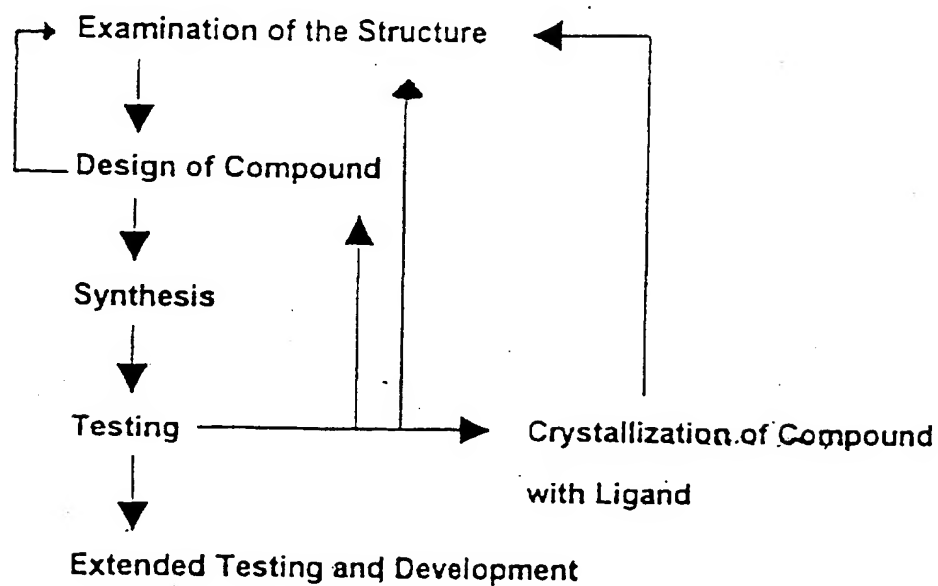 Examination of the Structure
Design of Compound
Synthesis
Testing
Crystallization of Compound
with Ligand
Extended Testing and Development